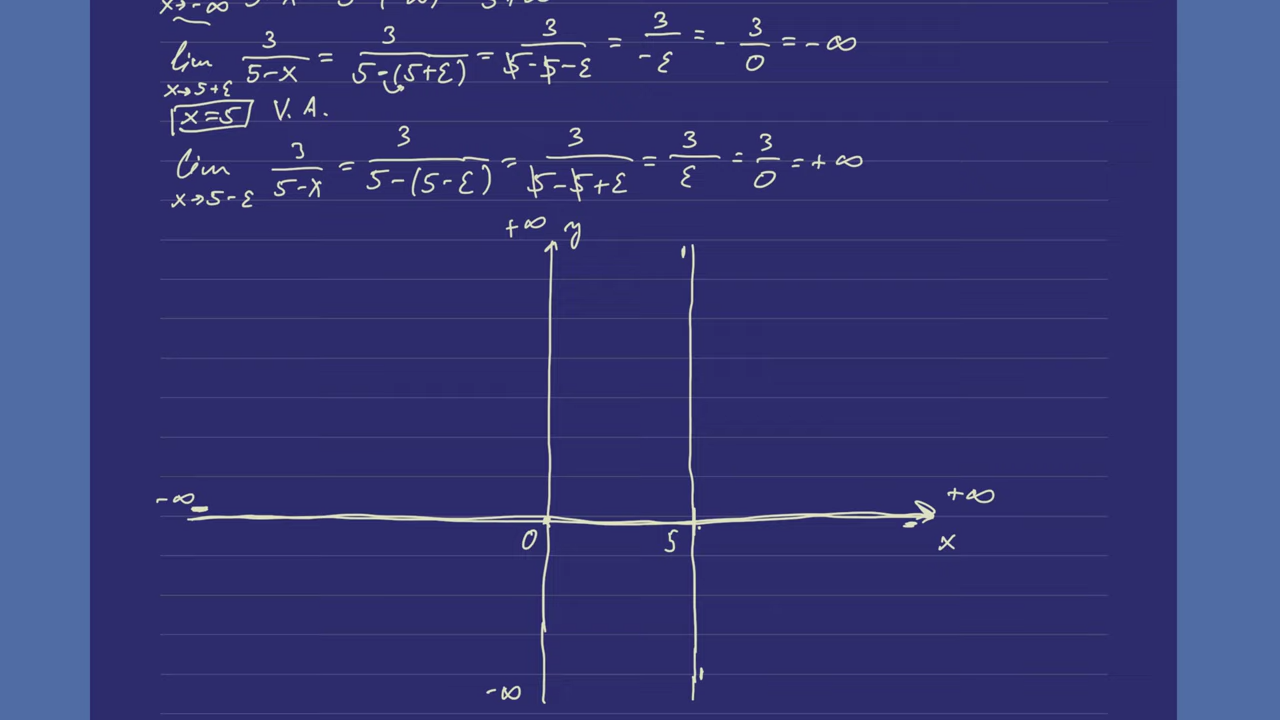 lim x→5+ε 3/(5-x) = 3/(5-(5+ε)) = 3/(5-5-ε) = 3/-ε = - 3/0 = -∞
x=5 V. A.
lim x→5-ε 3/(5-x) = 3/(5-(5-ε)) = 3/(5-5+ε) = 3/ε = 3/0 = +∞
+∞ y
-∞ +∞
0 5 x
-∞